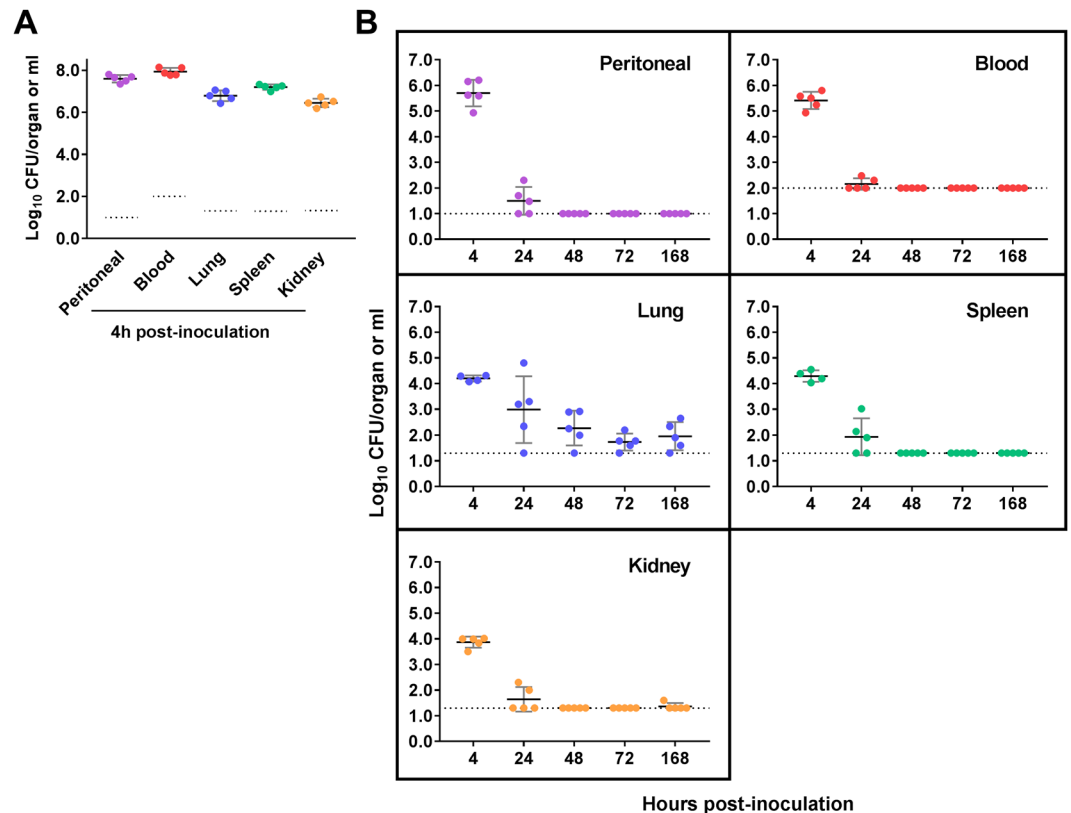 A
Log10 CFU/organ or ml
8.0
6.0
4.0
2.0
0.0
Peritoneal
Blood
Lung
Spleen
Kidney
4h post-inoculation
B
Log10 CFU/organ or ml
Peritoneal
7.0
6.0
5.0
4.0
3.0
2.0
1.0
0.0
4 24 48 72 168
Blood
7.0
6.0
5.0
4.0
3.0
2.0
1.0
0.0
4 24 48 72 168
Lung
7.0
6.0
5.0
4.0
3.0
2.0
1.0
0.0
4 24 48 72 168
Spleen
7.0
6.0
5.0
4.0
3.0
2.0
1.0
0.0
4 24 48 72 168
Kidney
7.0
6.0
5.0
4.0
3.0
2.0
1.0
0.0
4 24 48 72 168
Hours post-inoculation